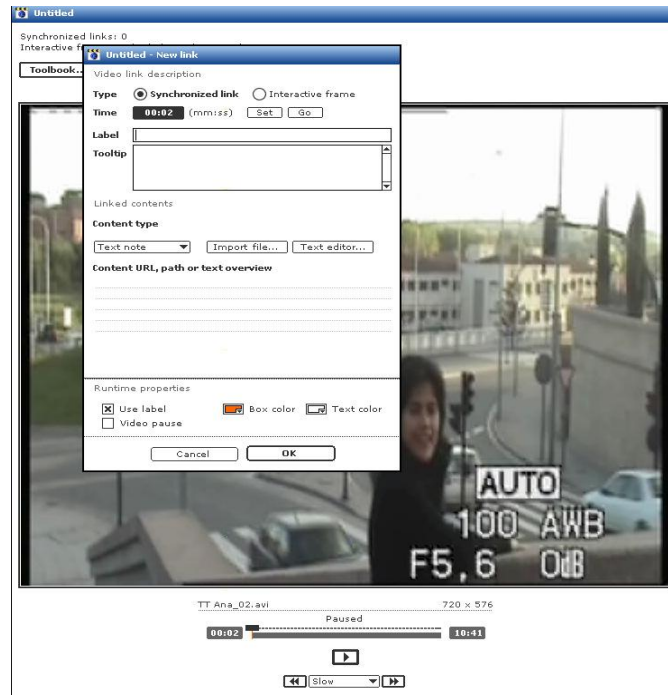 Untitled
Synchronized links: 0
Interactive
Toolbook..
Untitled - New link
Video link description
Type Synchronized link Interactive frame
Time 00:02 (mm:ss) Set Go
Label
Tooltip
Linked contents
Content type
Text note Import file... Text editor...
Content URL, path or text overview
Runtime properties
Use label Box color Text color
Video pause
Cancel OK
AUTO
100 AWB
F5,6 0dB
TT Ana_02.avi 720 x 576
Paused
00:02 10:41
Slow